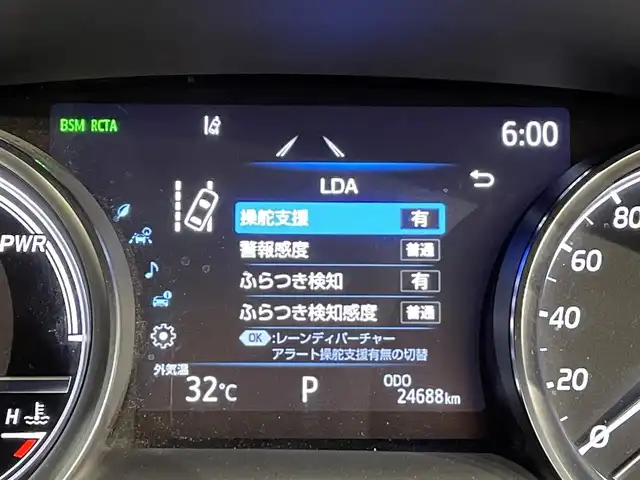 BSM RCTA
6:00
LDA
操舵支援 有
警報感度 普通
ふらつき検知 有
ふらつき検知感度 普通
OK :レーンディパーチャー
アラート操舵支援有無の切替
外気温
32℃
P
ODO
24688km
PWR
H
80
60
40
20
0